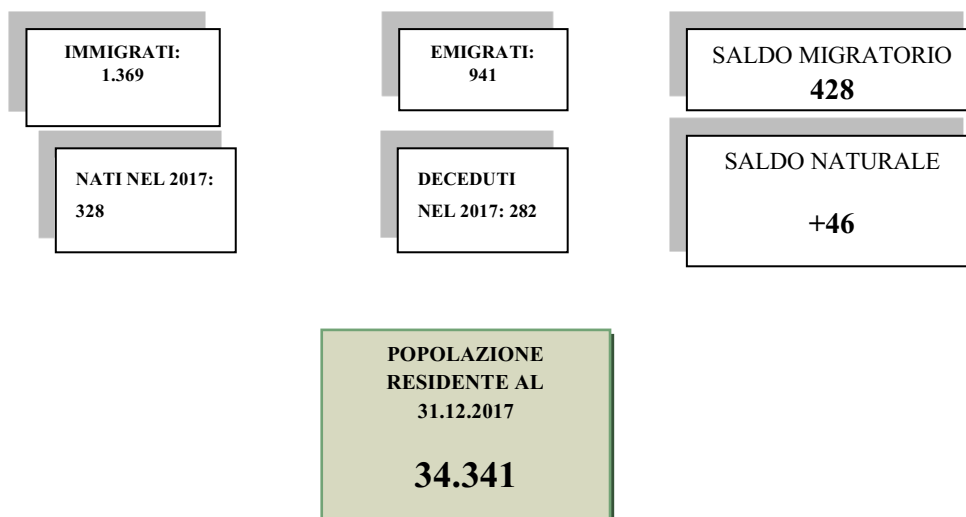 IMMIGRATI:
1.369
EMIGRATI:
941
SALDO MIGRATORIO
428
NATI NEL 2017:
328
DECEDUTI
NEL 2017: 282
SALDO NATURALE
+46
POPOLAZIONE
RESIDENTE AL
31.12.2017
34.341